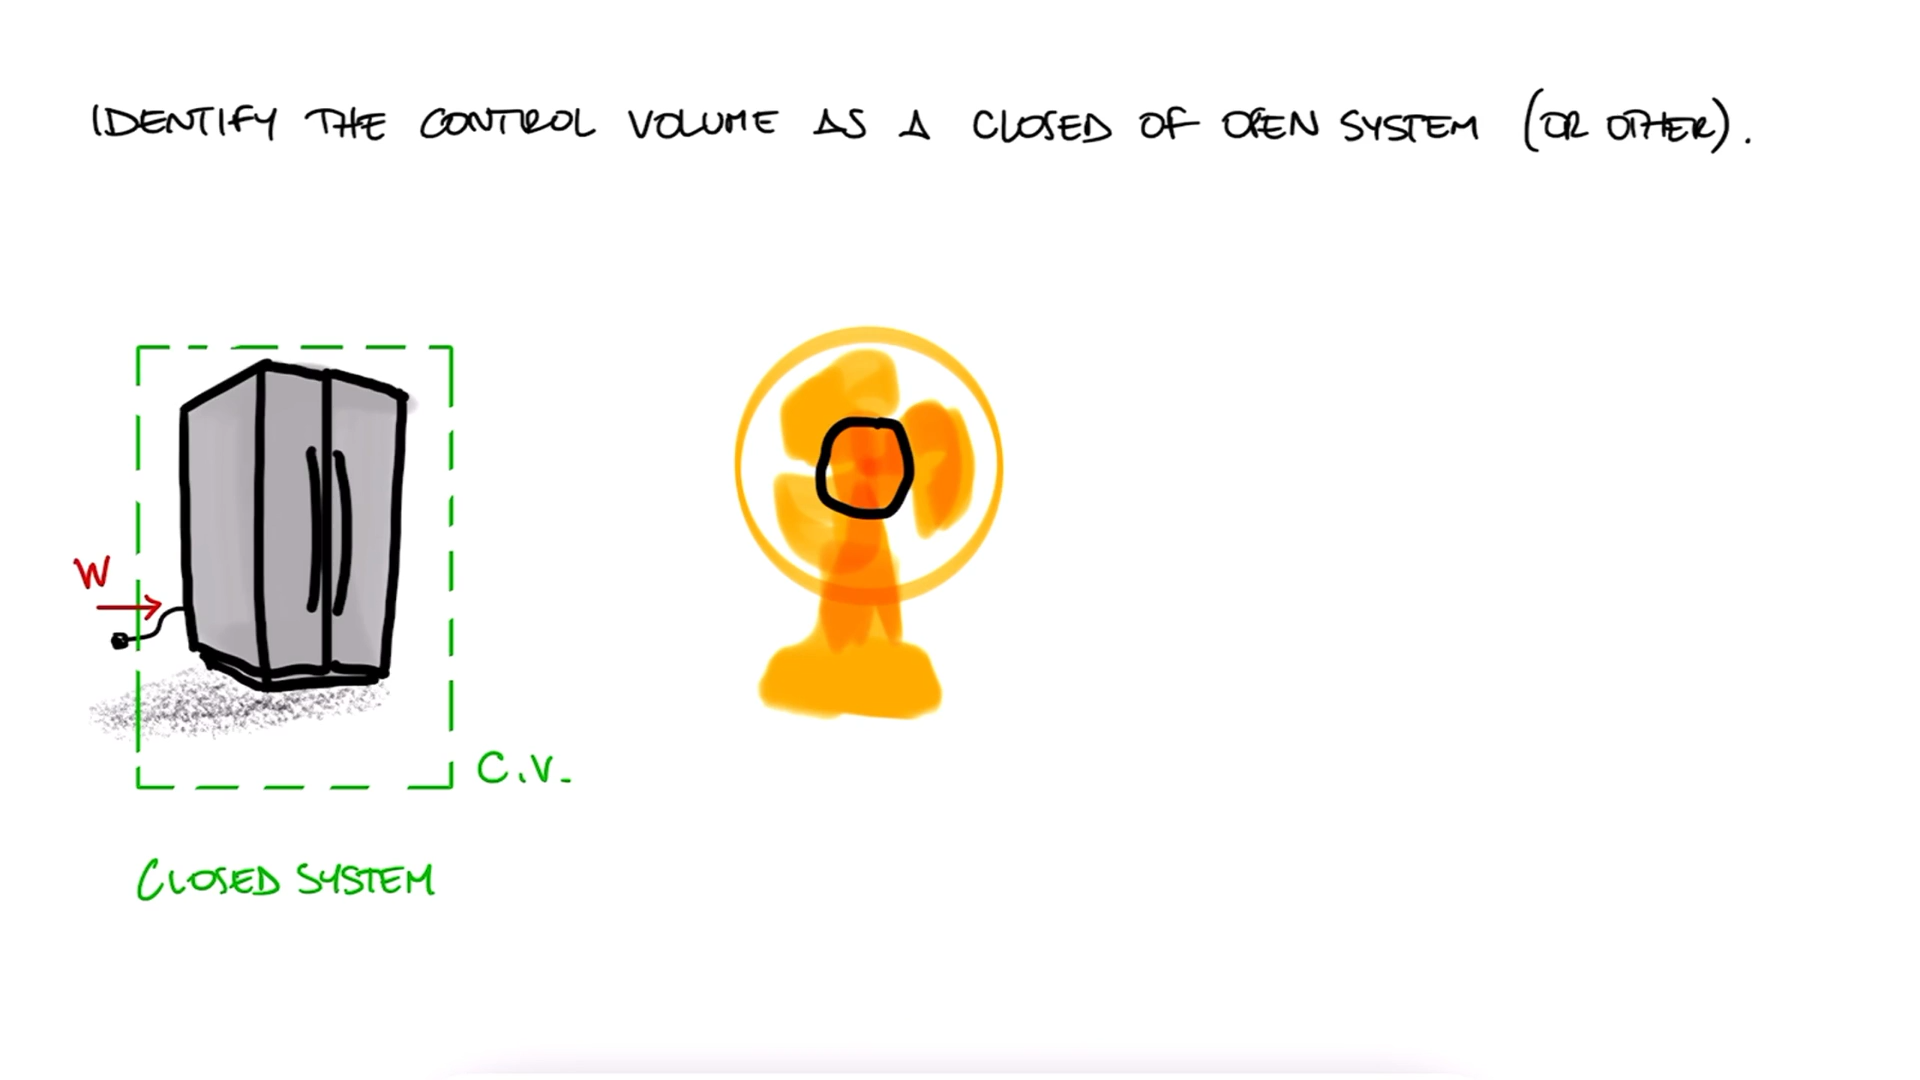 IDENTIFY THE CONTROL VOLUME AS A CLOSED OF OPEN SYSTEM (OR OTHER).
W
C.V.
CLOSED SYSTEM